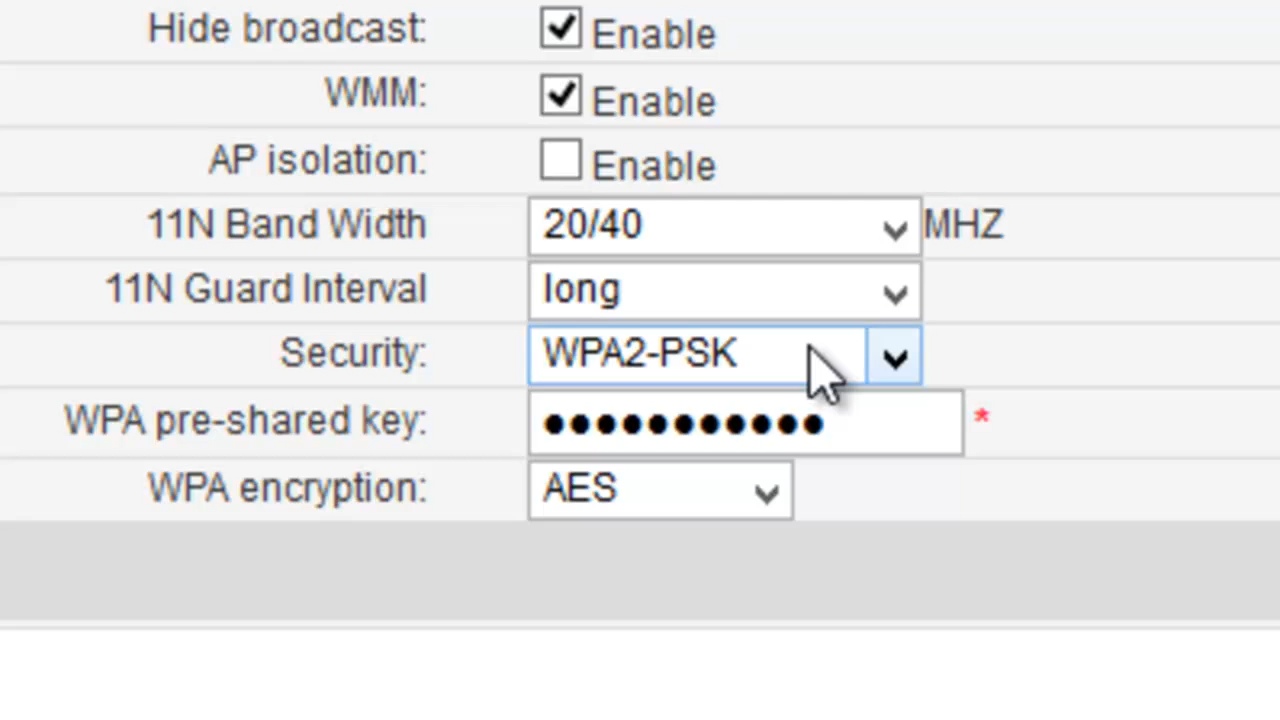 Hide broadcast: Enable
WMM: Enable
AP isolation: Enable
11N Band Width 20/40 MHZ
11N Guard Interval long
Security: WPA2-PSK
WPA pre-shared key: ●●●●●●●●●●● *
WPA encryption: AES